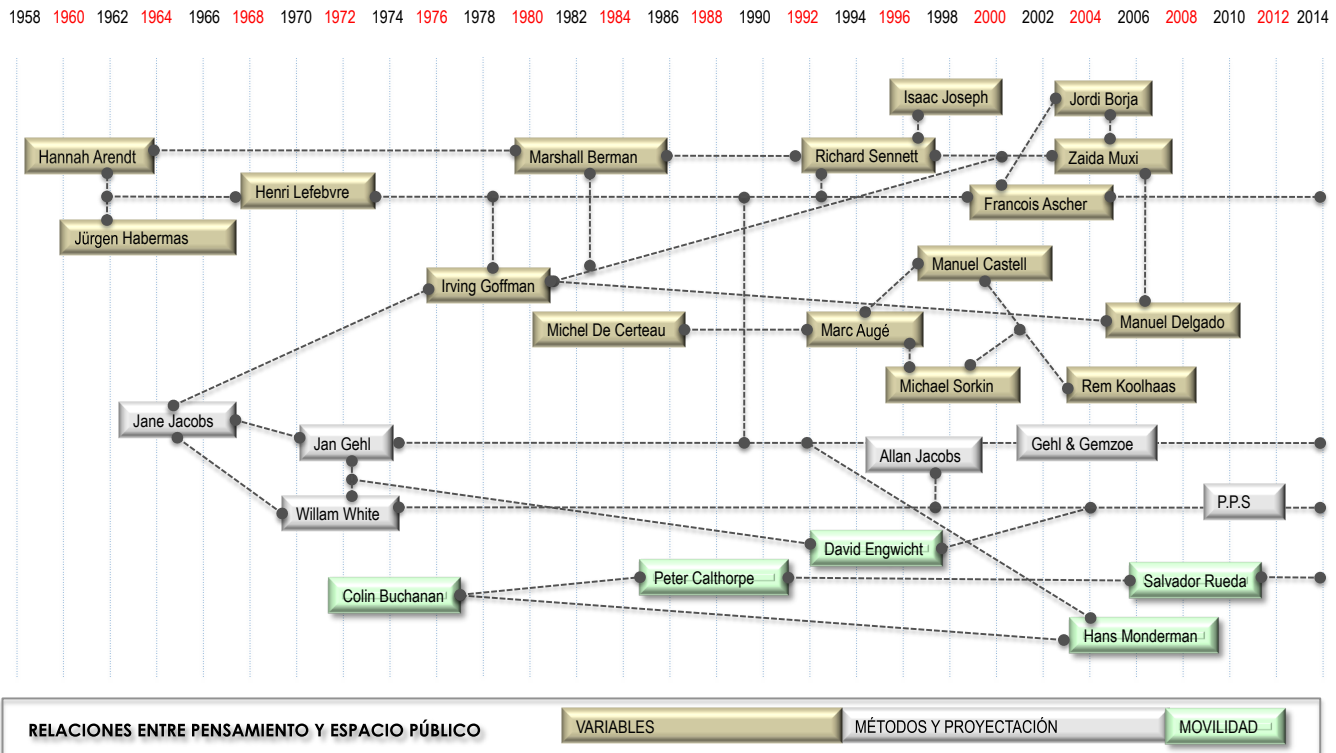 1958 1960 1962 1964 1966 1968 1970 1972 1974 1976 1978 1980 1982 1984 1986 1988 1990 1992 1994 1996 1998 2000 2002 2004 2006 2008 2010 2012 2014
Isaac Joseph
Jordi Borja
Hannah Arendt
Marshall Berman
Richard Sennett
Zaida Muxi
Henri Lefebvre
Francois Ascher
Jürgen Habermas
Manuel Castell
Irving Goffman
Michel De Certeau
Marc Augé
Manuel Delgado
Michael Sorkin
Rem Koolhaas
Jane Jacobs
Jan Gehl
Allan Jacobs
Gehl & Gemzoe
Willam White
P.P.S
David Engwicht
Peter Calthorpe
Salvador Rueda
Colin Buchanan
Hans Monderman
RELACIONES ENTRE PENSAMIENTO Y ESPACIO PÚBLICO
VARIABLES
MÉTODOS Y PROYECTACIÓN
MOVILIDAD